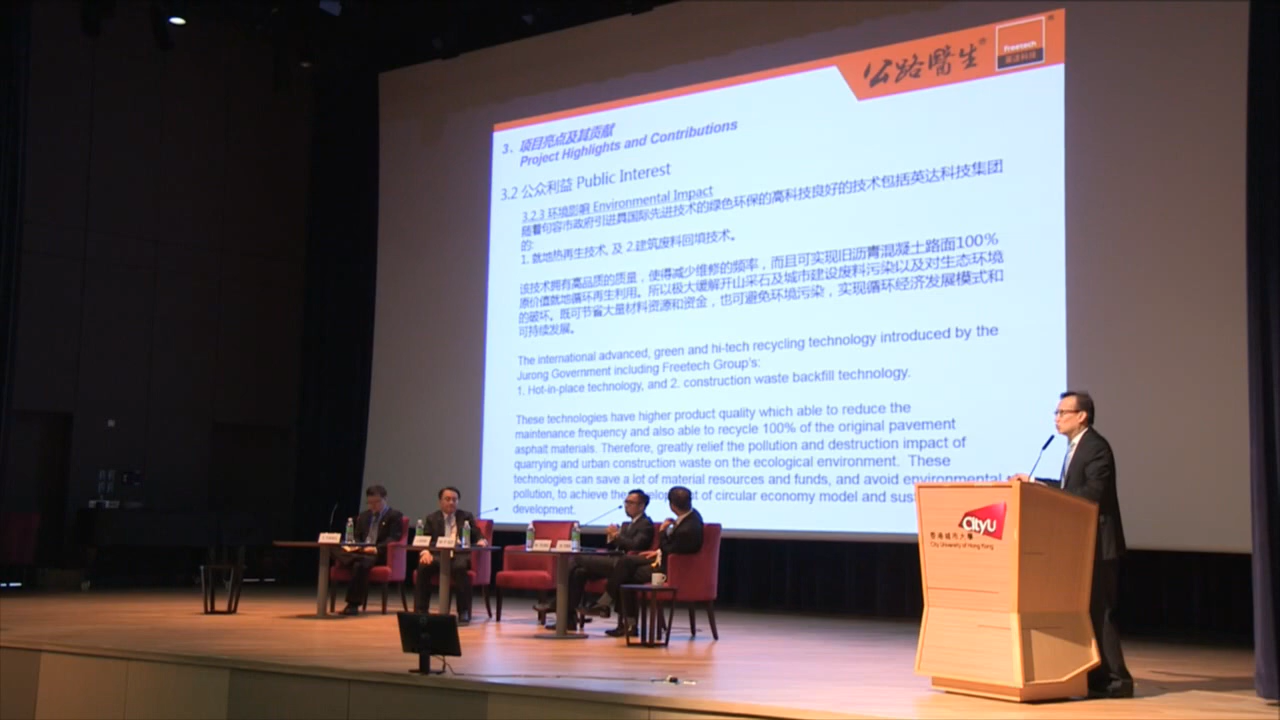 公路醫生®
freetech®
英达科技
3、项目亮点及其贡献
Project Highlights and Contributions
3.2 公众利益 Public Interest
3.2.3 环境影响 Environmental Impact
随着句容市政府引进具国际先进技术的绿色环保的高科技良好的技术包括英达科技集团
的:
1. 就地热再生技术, 及 2.建筑废料回填技术。
该技术拥有高品质的质量，使得减少维修的频率，而且可实现旧沥青混凝土路面100%
原价值就地循环再生利用。所以极大缓解开山采石及城市建设废料污染以及对生态环境
的破坏。既可节省大量材料资源和资金，也可避免环境污染，实现循环经济发展模式和
可持续发展。
The international advanced, green and hi-tech recycling technology introduced by the
Jurong Government including Freetech Group's:
1. Hot-in-place technology, and 2. construction waste backfill technology.
These technologies have higher product quality which able to reduce the
maintenance frequency and also able to recycle 100% of the original pavement
asphalt materials. Therefore, greatly relief the pollution and destruction impact of
quarrying and urban construction waste on the ecological environment. These
technologies can save a lot of material resources and funds, and avoid environmental
pollution, to achieve the of circular economy model and
development.
CityU
香港城市大學
City University of Hong Kong